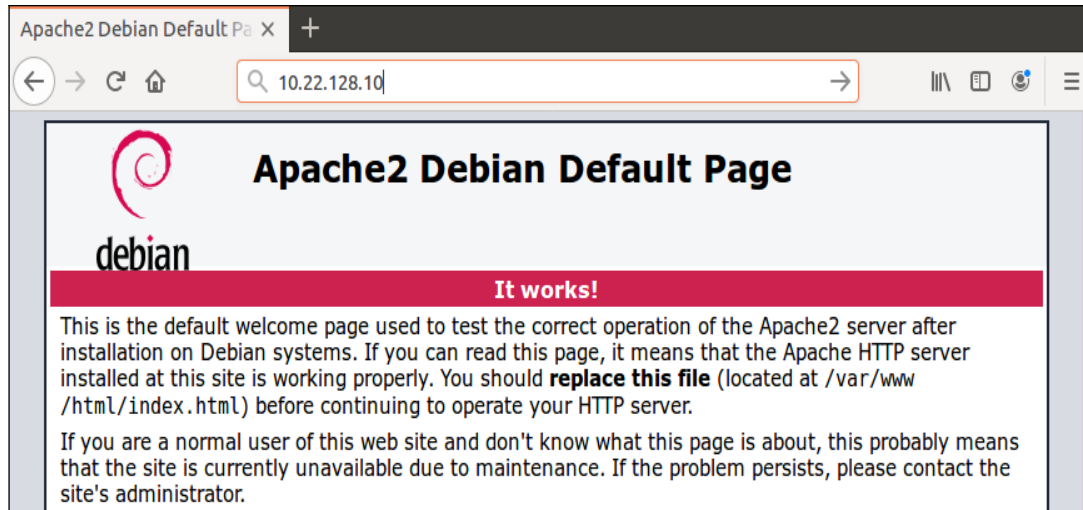 Apache2 Debian Default Pa
10.22.128.10
debian
Apache2 Debian Default Page
It works!
This is the default welcome page used to test the correct operation of the Apache2 server after
installation on Debian systems. If you can read this page, it means that the Apache HTTP server
installed at this site is working properly. You should replace this file (located at /var/www
/html/index.html) before continuing to operate your HTTP server.
If you are a normal user of this web site and don't know what this page is about, this probably means
that the site is currently unavailable due to maintenance. If the problem persists, please contact the
site's administrator.